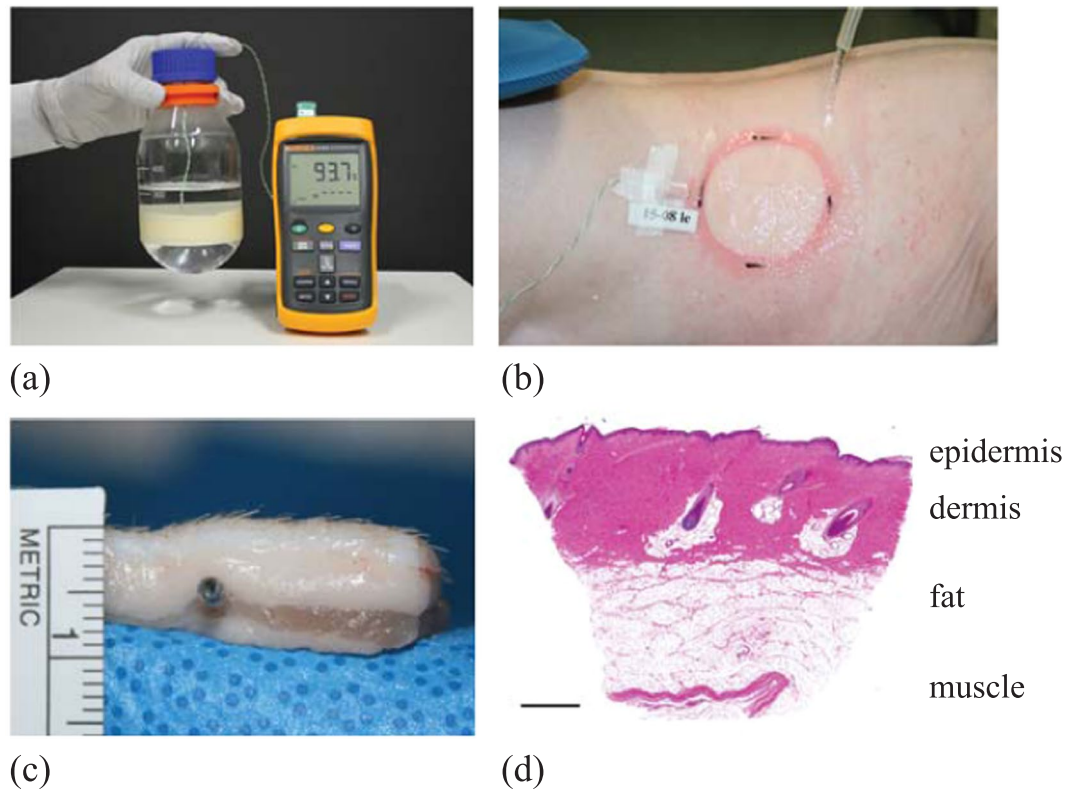 93.7
(a)
15-08 le
(b)
METRIC
1
(c)
epidermis
dermis
fat
muscle
(d)